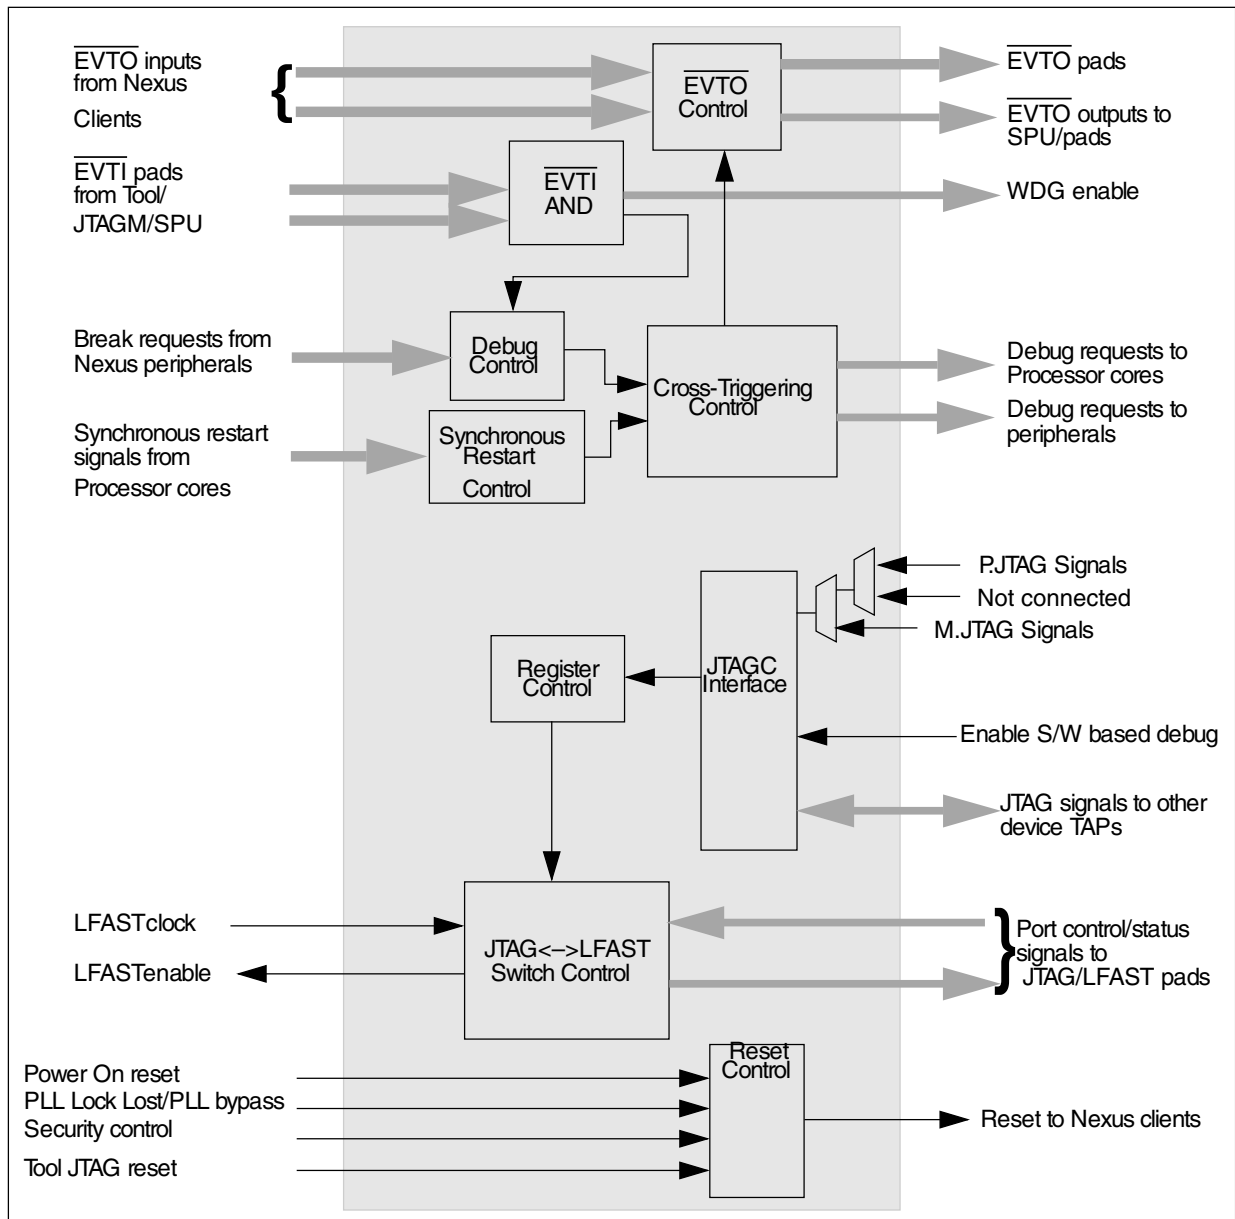 EVTO inputs
from Nexus
Clients
EVTO
Control
EVTO pads
EVTO outputs to
SPU/pads
EVTI pads
from Tool/
JTAGM/SPU
EVTI
AND
WDG enable
Break requests from
Nexus peripherals
Debug
Control
Cross-Triggering
Control
Debug requests to
Processor cores
Debug requests to
peripherals
Synchronous restart
signals from
Processor cores
Synchronous
Restart
Control
P.JTAG Signals
Not connected
M.JTAG Signals
Register
Control
JTAGC
Interface
Enable S/W based debug
JTAG signals to other
device TAPs
LFASTclock
LFASTenable
JTAG<–>LFAST
Switch Control
Port control/status
signals to
JTAG/LFAST pads
Power On reset
PLL Lock Lost/PLL bypass
Security control
Tool JTAG reset
Reset
Control
Reset to Nexus clients